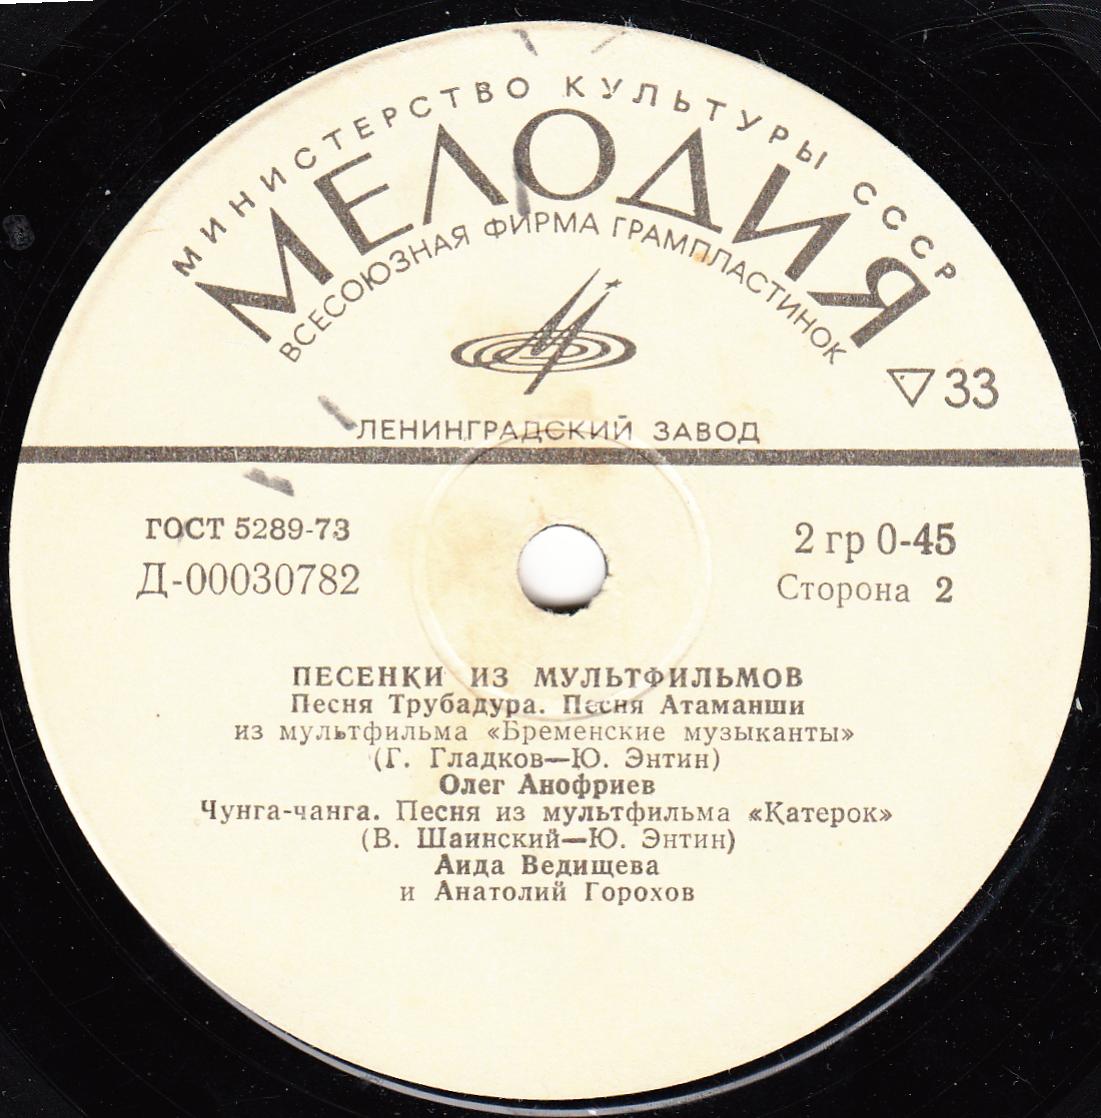 МИНИСТЕРСТВО КУЛЬТУРЫ СССР
МЕЛОДИЯ
ВСЕСОЮЗНАЯ ФИРМА ГРАМПЛАСТИНОК
33
ЛЕНИНГРАДСКИЙ ЗАВОД
ГОСТ 5289-73
2 гр 0-45
Д-00030782
Сторона 2
ПЕСЕНКИ ИЗ МУЛЬТФИЛЬМОВ
Песня Трубадура. Песня Атаманши
из мультфильма «Бременские музыканты»
(Г. Гладков—Ю. Энтин)
Олег Анофриев
Чунга-чанга. Песня из мультфильма «Катерок»
(В. Шаинский—Ю. Энтин)
Аида Ведищева
и Анатолий Горохов